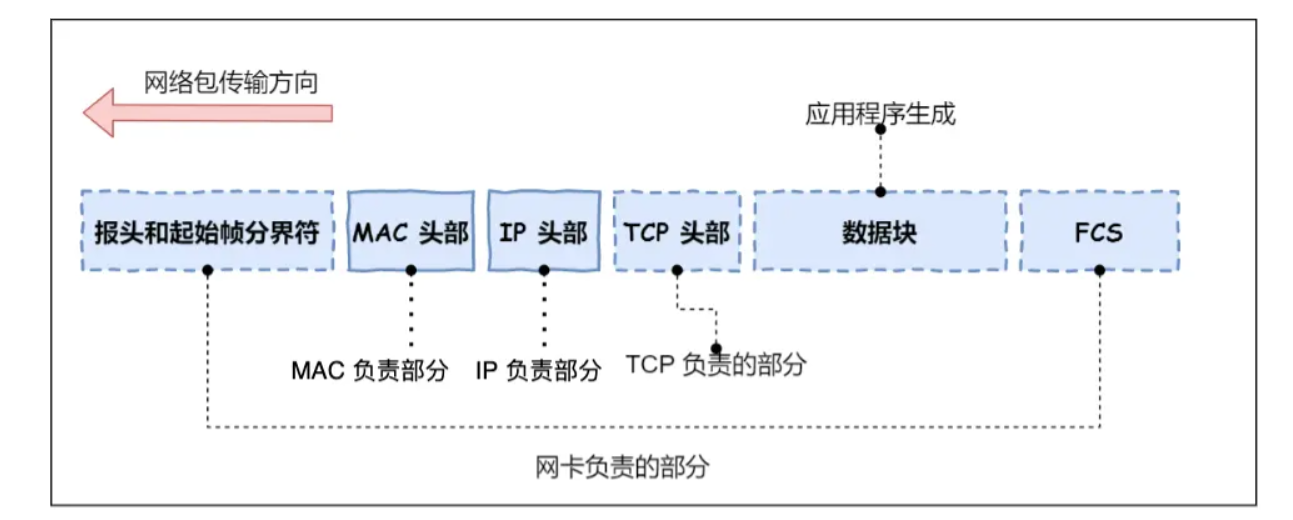 网络包传输方向
应用程序生成
报头和起始帧分界符
MAC 头部
IP 头部
TCP 头部
数据块
FCS
MAC 负责部分
IP 负责部分
TCP 负责的部分
网卡负责的部分